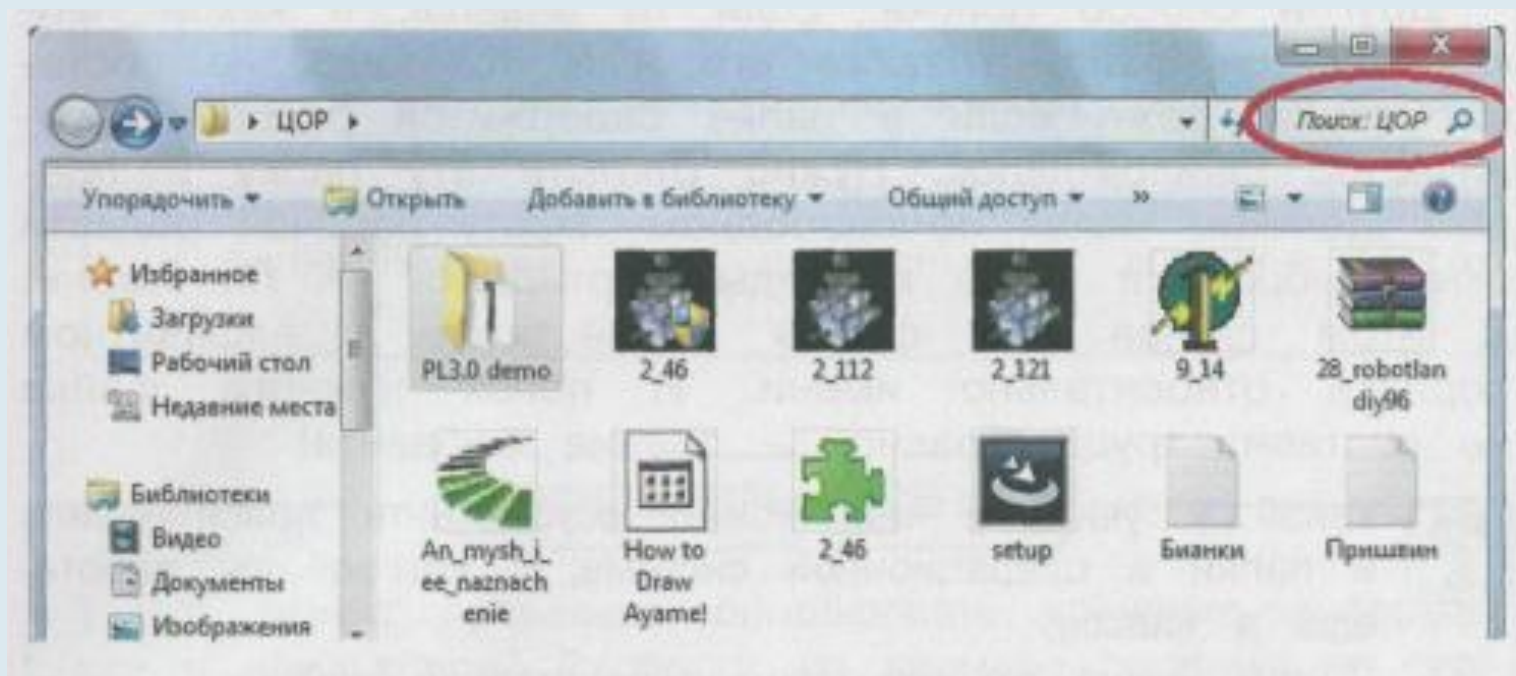 ЦОР
Поиск: ЦОР
Упорядочить
Открыть
Добавить в библиотеку
Общий доступ
»
Избранное
Загрузки
Рабочий стол
Недавние места
Библиотеки
Видео
Документы
Изображения
PL3.0 demo
2_46
2_112
2_121
9_14
28_robotlan
diy96
An_mysh_i_
ee_naznach
enie
How to
Draw
Ayame!
2_46
setup
Бианки
Пришвин